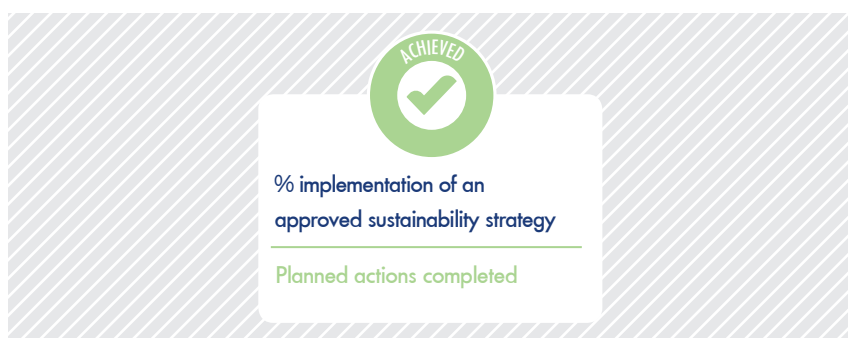 ACHIEVED
% implementation of an
approved sustainability strategy
Planned actions completed